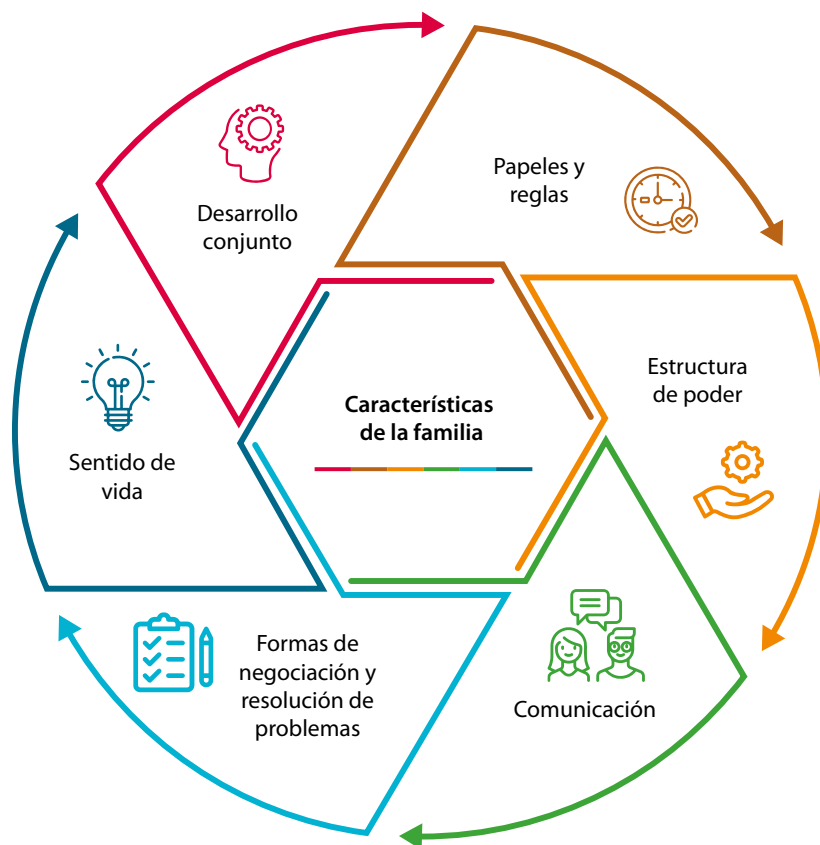 Desarrollo
conjunto
Papeles y
reglas
Estructura
de poder
Características
de la familia
Sentido de
vida
Formas de
negociación y
resolución de
problemas
Comunicación